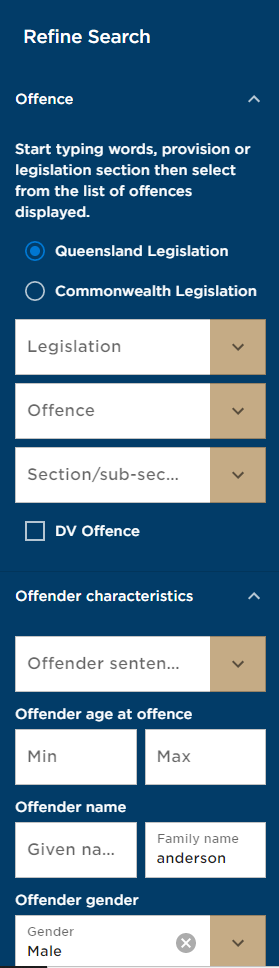 Refine Search
Offence
Start typing words, provision or
legislation section then select
from the list of offences
displayed.
Queensland Legislation
Commonwealth Legislation
Legislation
Offence
Section/sub-sec...
DV Offence
Offender characteristics
Offender senten...
Offender age at offence
Min
Max
Offender name
Given na...
Family name
anderson
Offender gender
Gender
Male